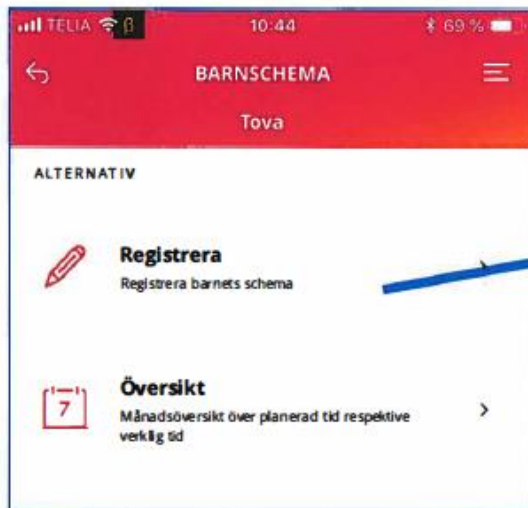 TELIA β 10:44 69 %
BARNSCHEMA
Tova
ALTERNATIV
Registrera
Registrera barnets schema
7
Översikt
Månadsöversikt över planerad tid respektive
verklig tid